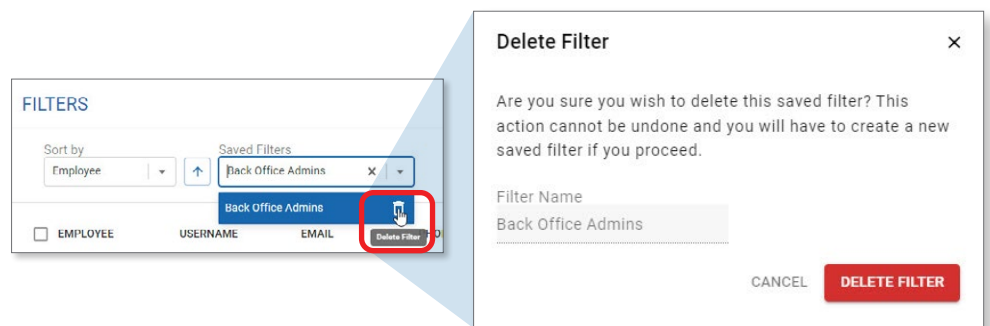 FILTERS
Sort by
Saved Filters
Employee
Back Office Admins
Back Office Admins
EMPLOYEE
USERNAME
EMAIL
Delete Filter
Delete Filter
Are you sure you wish to delete this saved filter? This
action cannot be undone and you will have to create a new
saved filter if you proceed.
Filter Name
Back Office Admins
CANCEL
DELETE FILTER